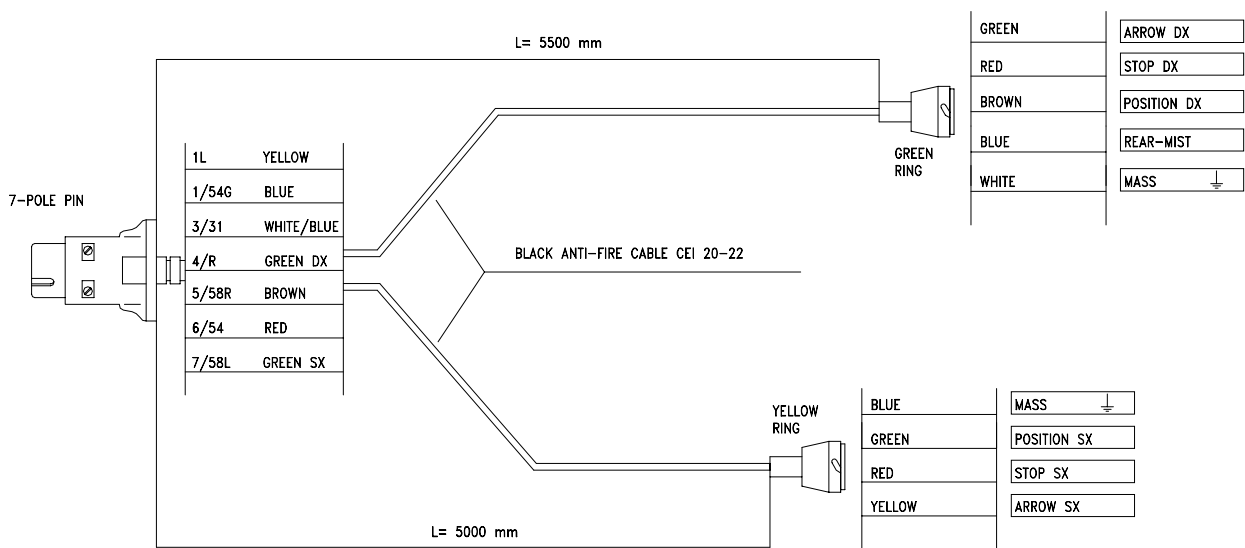 L= 5500 mm
GREEN ARROW DX
RED STOP DX
BROWN POSITION DX
BLUE REAR-MIST
WHITE MASS
GREEN
RING
7-POLE PIN
1L YELLOW
1/54G BLUE
3/31 WHITE/BLUE
4/R GREEN DX
5/58R BROWN
6/54 RED
7/58L GREEN SX
BLACK ANTI-FIRE CABLE CEI 20-22
YELLOW
RING
BLUE MASS
GREEN POSITION SX
RED STOP SX
YELLOW ARROW SX
L= 5000 mm